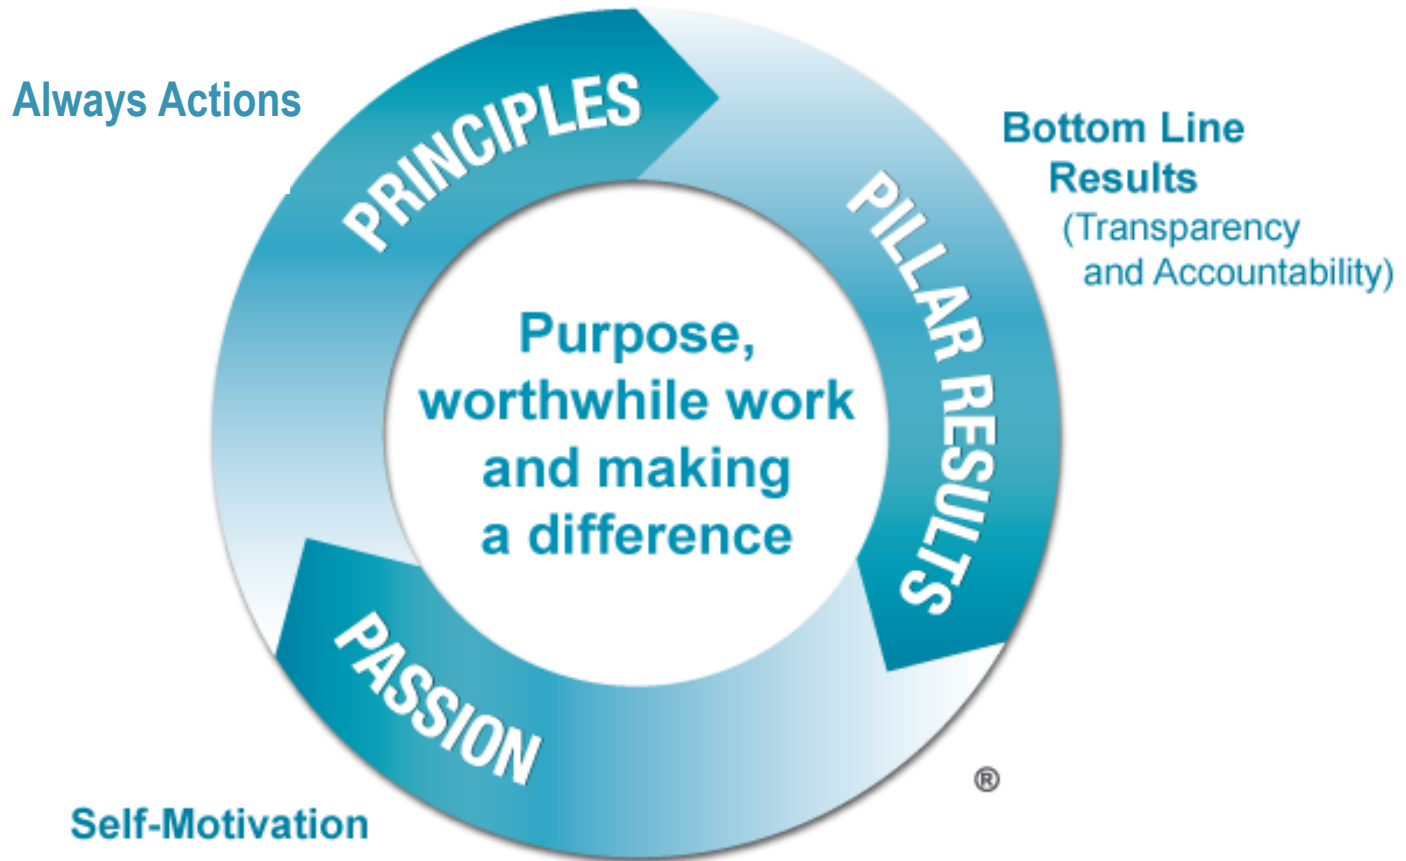 Always Actions
PRINCIPLES
Bottom Line
Results
(Transparency
and Accountability)
PILLAR RESULTS
Purpose,
worthwhile work
and making
a difference
PASSION
Self-Motivation
®